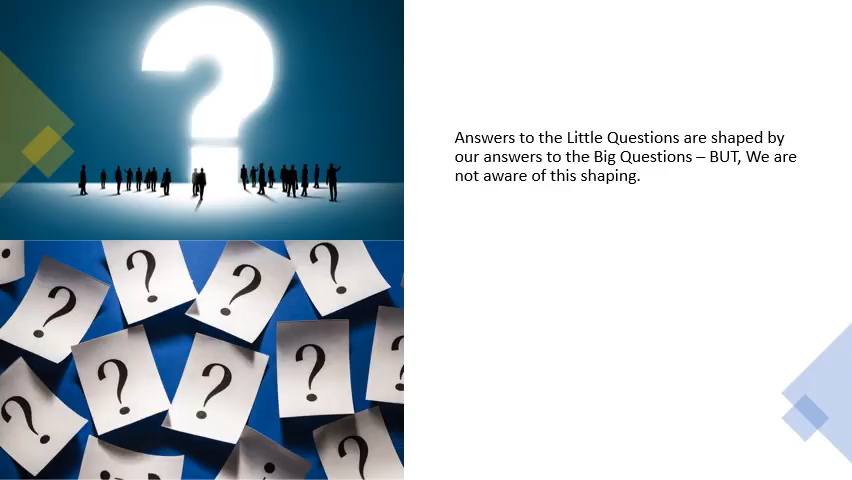 Answers to the Little Questions are shaped by
our answers to the Big Questions – BUT, We are
not aware of this shaping.